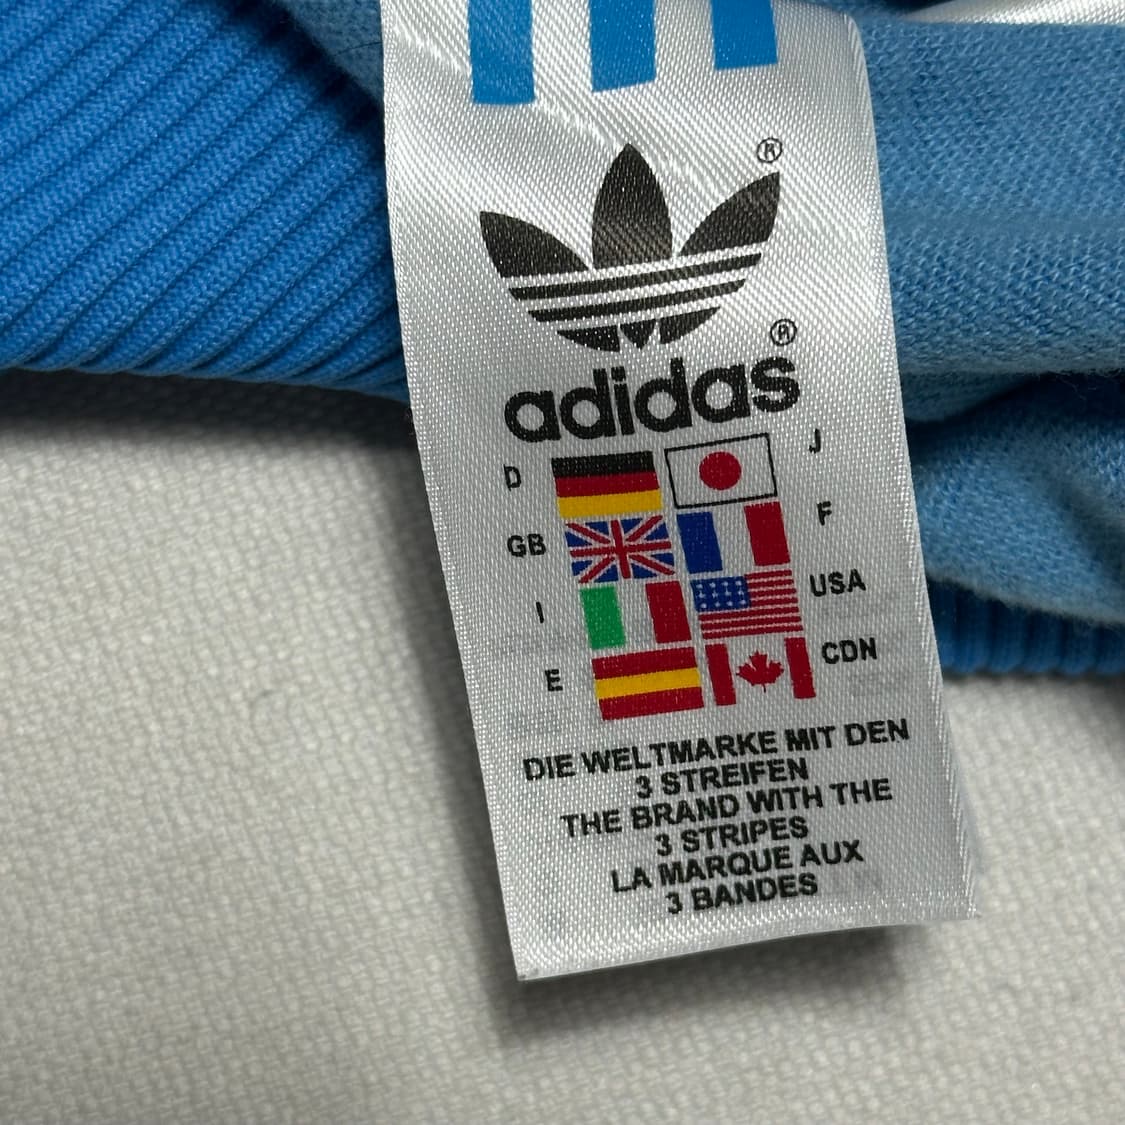 ®
®
adidas
D
J
GB
F
I
USA
E
CDN
DIE WELTMARKE MIT DEN
3 STREIFEN
THE BRAND WITH THE
3 STRIPES
LA MARQUE AUX
3 BANDES